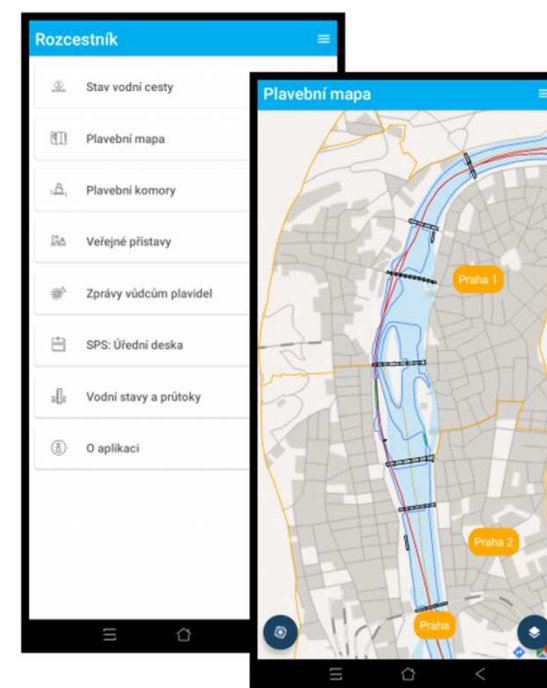 Rozcestník
Stav vodní cesty
Plavební mapa
Plavební komory
Veřejné přístavy
Zprávy vůdcům plavidel
SPS: Úřední deska
Vodní stavy a průtoky
O aplikaci
Plavební mapa
Praha 1
Praha 2
Praha